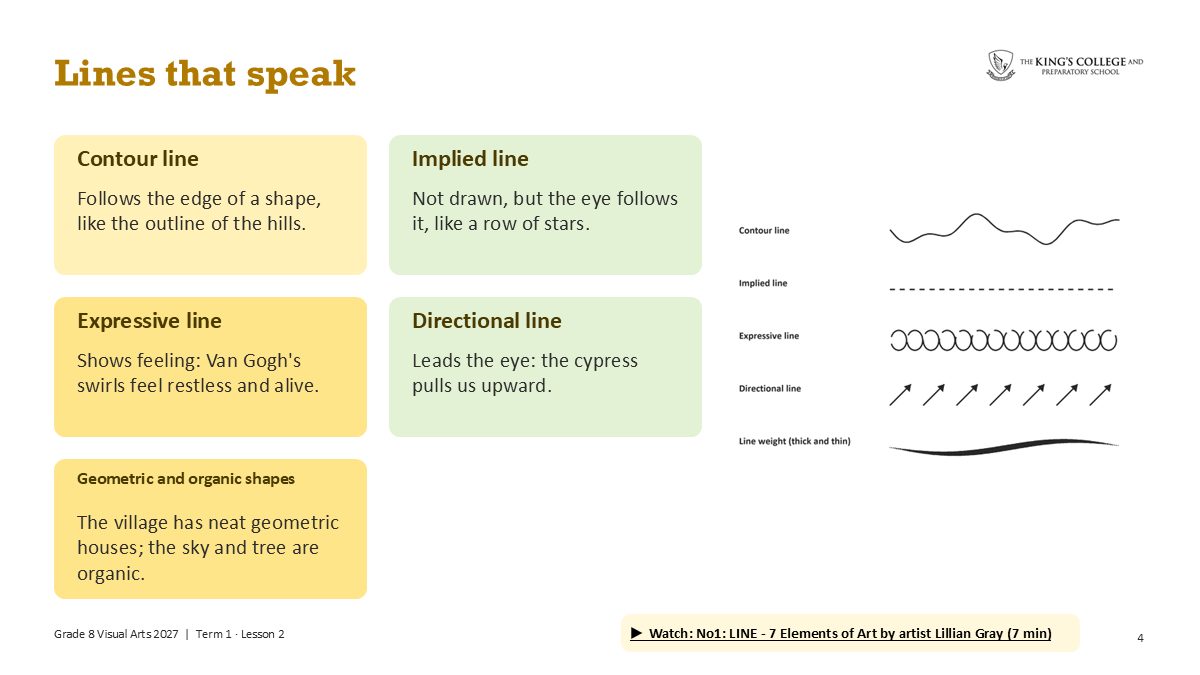 Lines that speak
THE KING'S COLLEGE AND
PREPARATORY SCHOOL
Contour line
Follows the edge of a shape,
like the outline of the hills.
Implied line
Not drawn, but the eye follows
it, like a row of stars.
Expressive line
Shows feeling: Van Gogh's
swirls feel restless and alive.
Directional line
Leads the eye: the cypress
pulls us upward.
Geometric and organic shapes
The village has neat geometric
houses; the sky and tree are
organic.
Contour line
Implied line
Expressive line
Directional line
Line weight (thick and thin)
Grade 8 Visual Arts 2027 | Term 1 · Lesson 2
▶ Watch: No1: LINE - 7 Elements of Art by artist Lillian Gray (7 min)
4